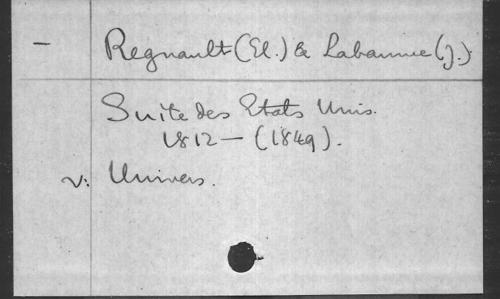 — Regnault (El.) & Labaume (J.)
Suite des Etats Unis.
1812 — (1849).
v: Univers.